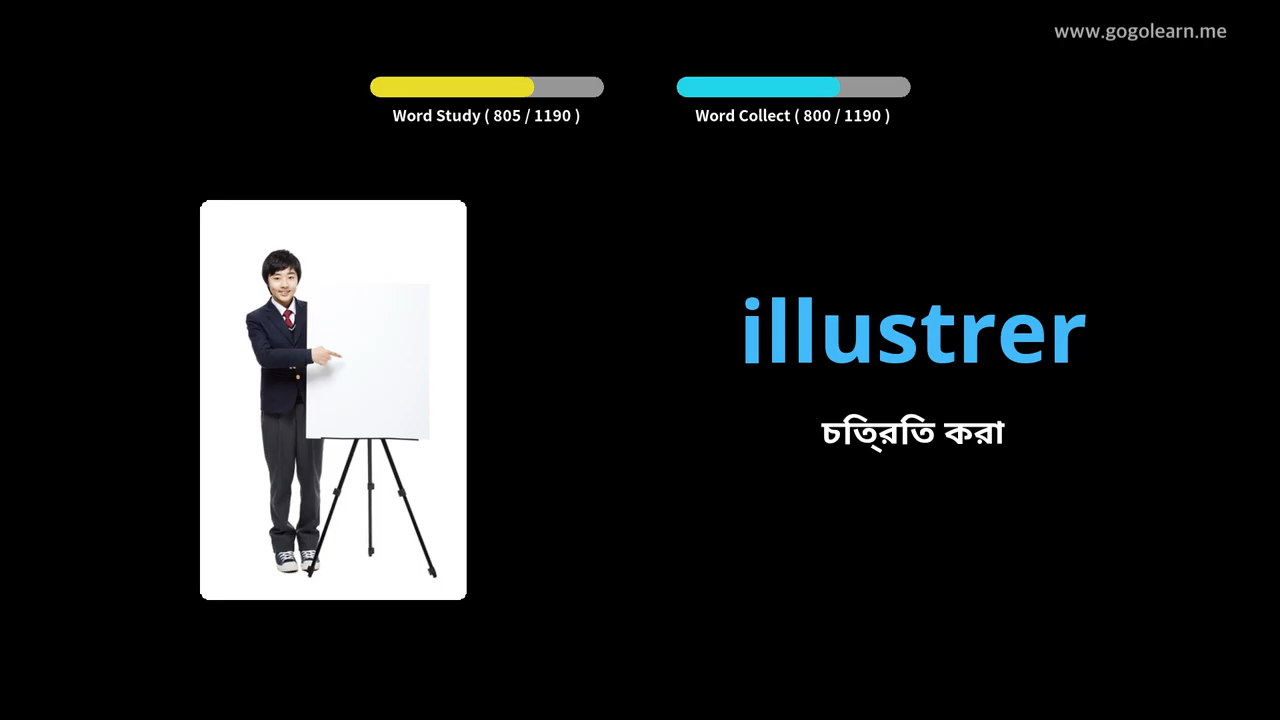 www.gogolearn.me
Word Study ( 805 / 1190 )
Word Collect ( 800 / 1190 )
illustrer
চিত্রিত করা